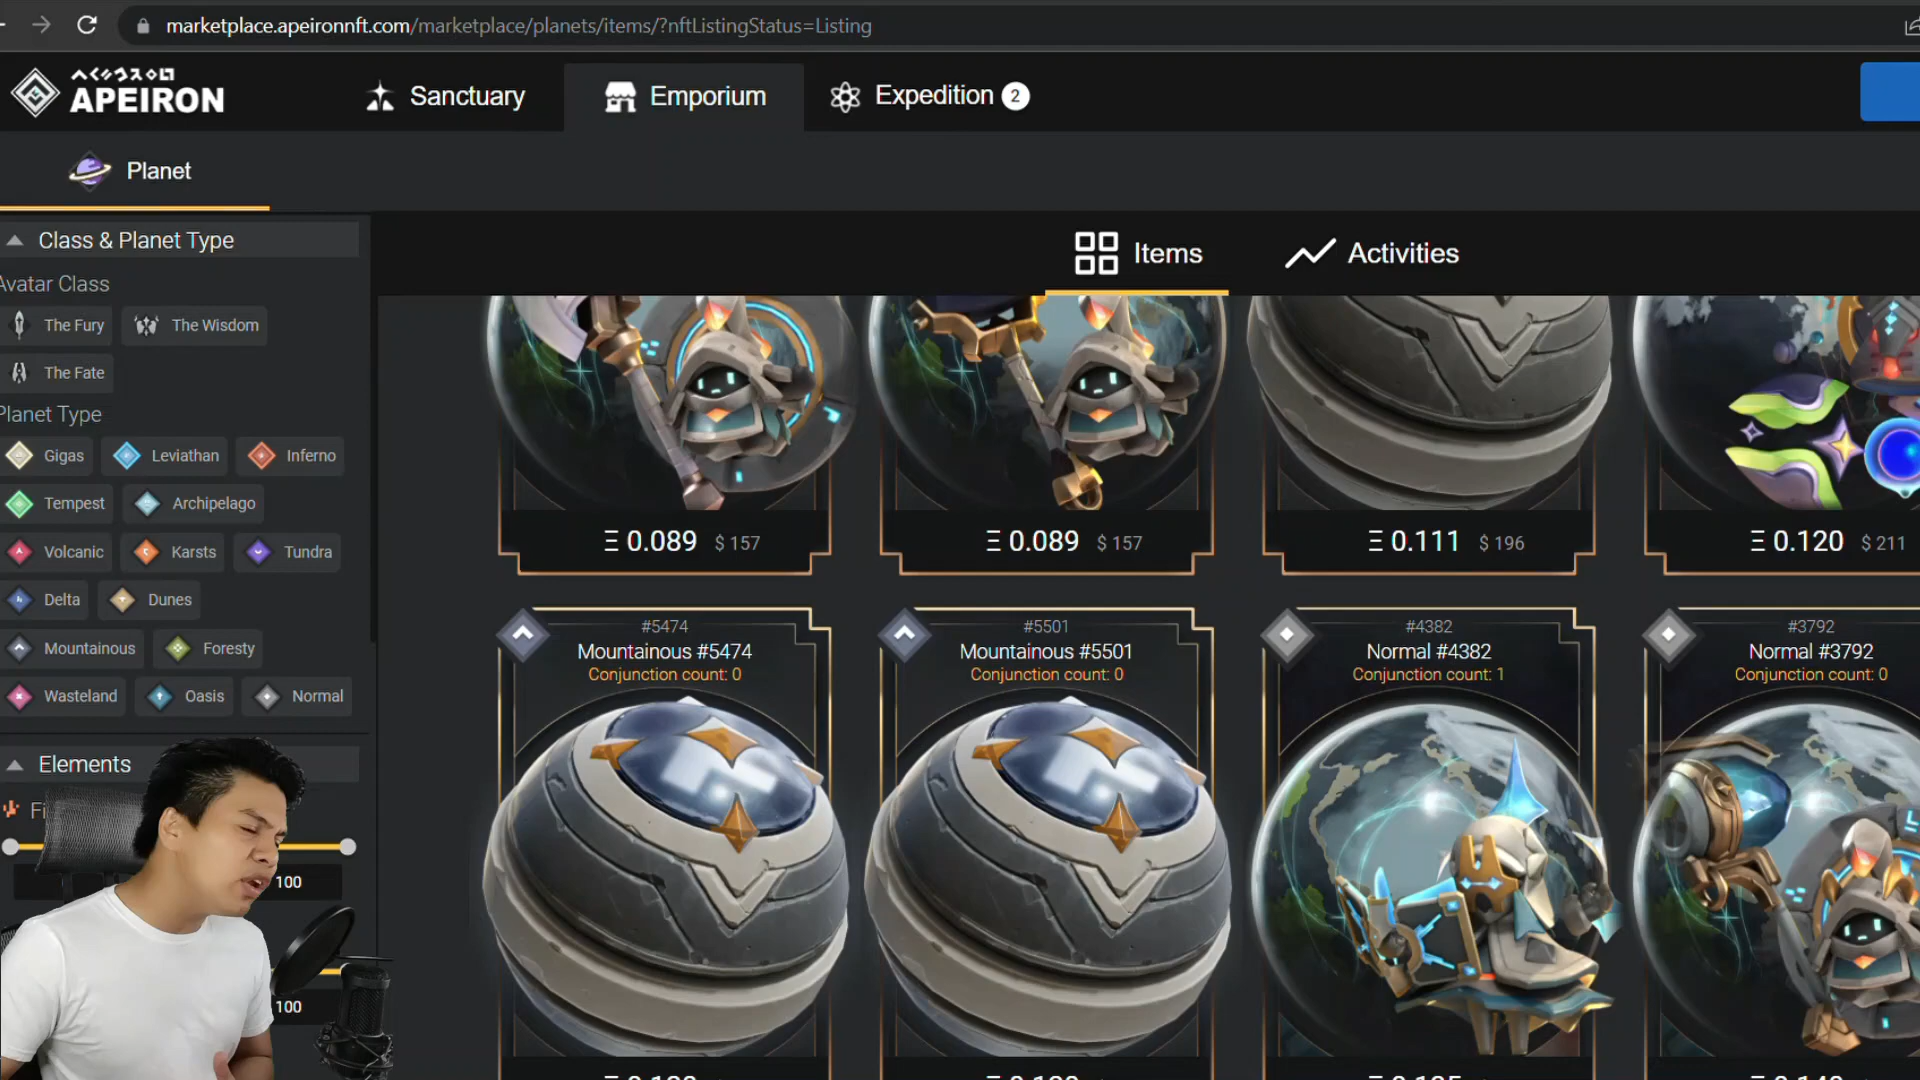 marketplace.apeironnft.com/marketplace/planets/items/?nftListingStatus=Listing
APEIRON
Sanctuary
Emporium
Expedition 2
Planet
Class & Planet Type
Avatar Class
The Fury
The Wisdom
The Fate
Planet Type
Gigas
Leviathan
Inferno
Tempest
Archipelago
Volcanic
Karsts
Tundra
Delta
Dunes
Mountainous
Foresty
Wasteland
Oasis
Normal
Elements
100
100
Items
Activities
Ξ 0.089 $ 157
Ξ 0.089 $ 157
Ξ 0.111 $ 196
Ξ 0.120 $ 211
#5474
Mountainous #5474
Conjunction count: 0
#5501
Mountainous #5501
Conjunction count: 0
#4382
Normal #4382
Conjunction count: 1
#3792
Normal #3792
Conjunction count: 0